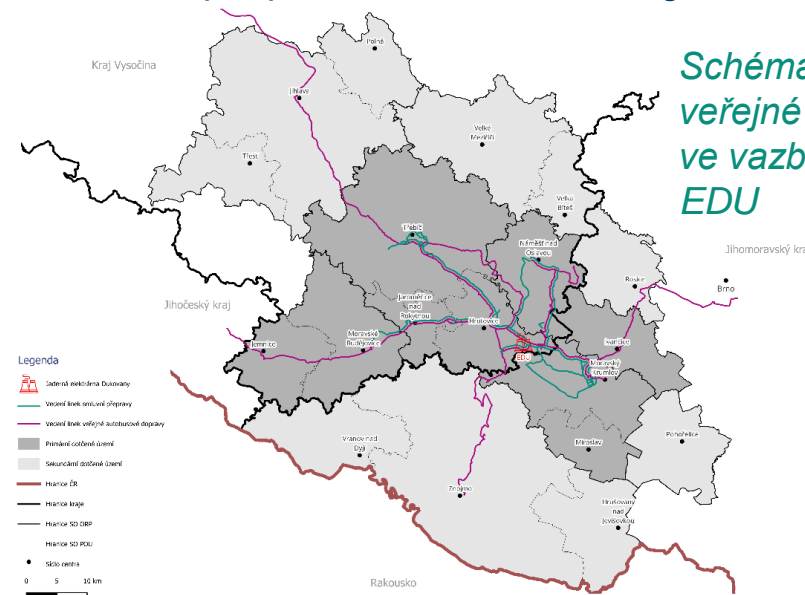 Schéma
veřejné
ve vazb
EDU
Kraj Vysočina
Polná
Jihlava
Velké
Meziříčí
Třešť
Velká
Bíteš
Třebíč
Náměšť nad
Oslavou
Jihomoravský kra
Rosice
Brno
Jihočeský kraj
Jaroměřice
nad
Rokytnou
Hrotovice
Jemnice
Moravské
Budějovice
EDU
Ivančice
Moravský
Krumlov
Miroslav
Pohořelice
Vranov nad
Dyjí
Znojmo
Hrušovany
nad
Jevišovkou
Rakousko
Legenda
Jaderná elektrárna Dukovany
Vedení linek smluvní přepravy
Vedení linek veřejné autobusové dopravy
Primární dotčené území
Sekundární dotčené území
Hranice ČR
Hranice kraje
Hranice SO ORP
Hranice SO POU
Sídlo centra
0 5 10 km